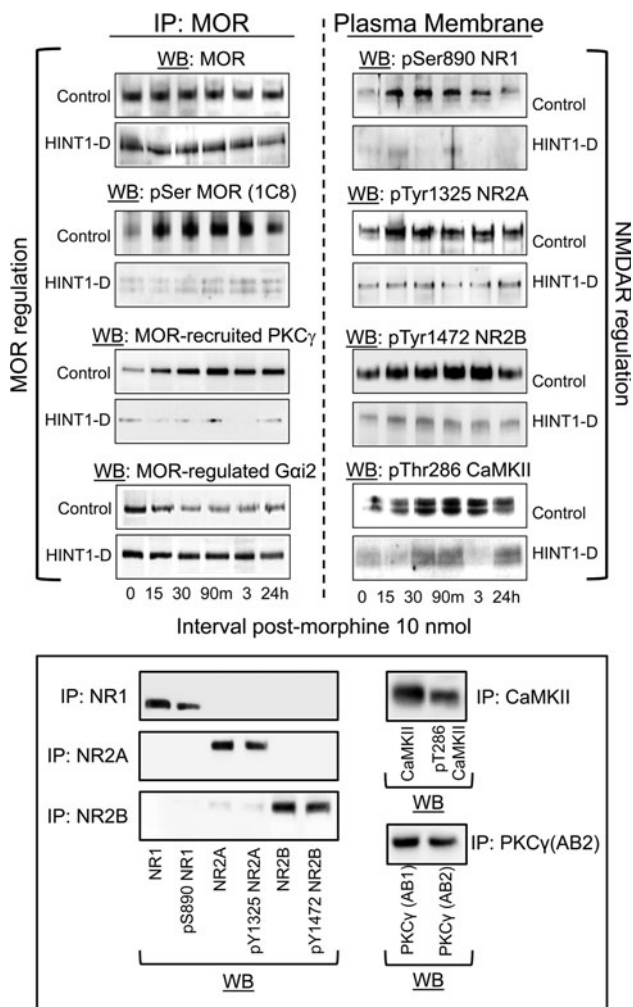 IP: MOR
Plasma Membrane
WB: MOR
WB: pSer890 NR1
Control
Control
HINT1-D
HINT1-D
WB: pSer MOR (1C8)
WB: pTyr1325 NR2A
Control
Control
HINT1-D
HINT1-D
MOR regulation
NMDAR regulation
WB: MOR-recruited PKCγ
WB: pTyr1472 NR2B
Control
Control
HINT1-D
HINT1-D
WB: MOR-regulated Gαi2
WB: pThr286 CaMKII
Control
Control
HINT1-D
HINT1-D
0 15 30 90m 3 24h
0 15 30 90m 3 24h
Interval post-morphine 10 nmol
IP: NR1
IP: NR2A
IP: NR2B
NR1
pS890 NR1
NR2A
pY1325 NR2A
NR2B
pY1472 NR2B
WB
IP: CaMKII
CaMKII
pT286
CaMKII
WB
IP: PKCγ(AB2)
PKCγ (AB1)
PKCγ (AB2)
WB